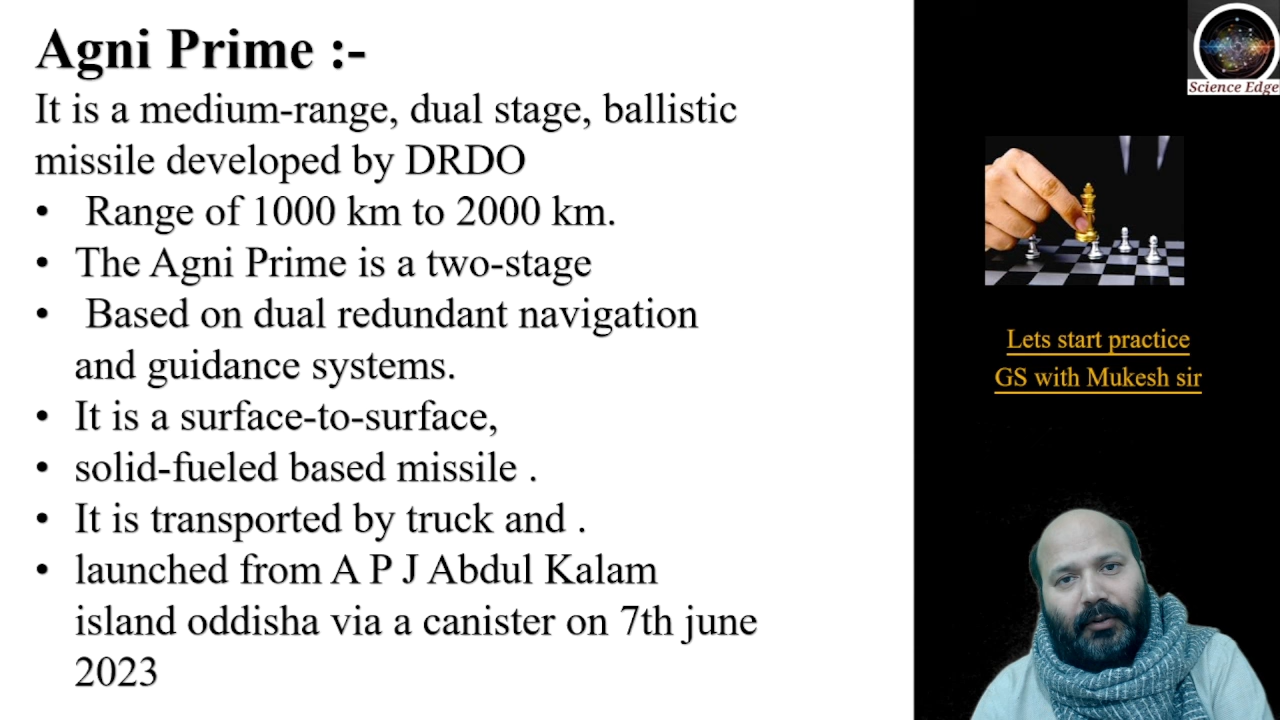 Agni Prime :-
It is a medium-range, dual stage, ballistic
missile developed by DRDO
• Range of 1000 km to 2000 km.
• The Agni Prime is a two-stage
• Based on dual redundant navigation
and guidance systems.
• It is a surface-to-surface,
• solid-fueled based missile .
• It is transported by truck and .
• launched from A P J Abdul Kalam
island oddisha via a canister on 7th june
2023
Science Edge
Lets start practice
GS with Mukesh sir